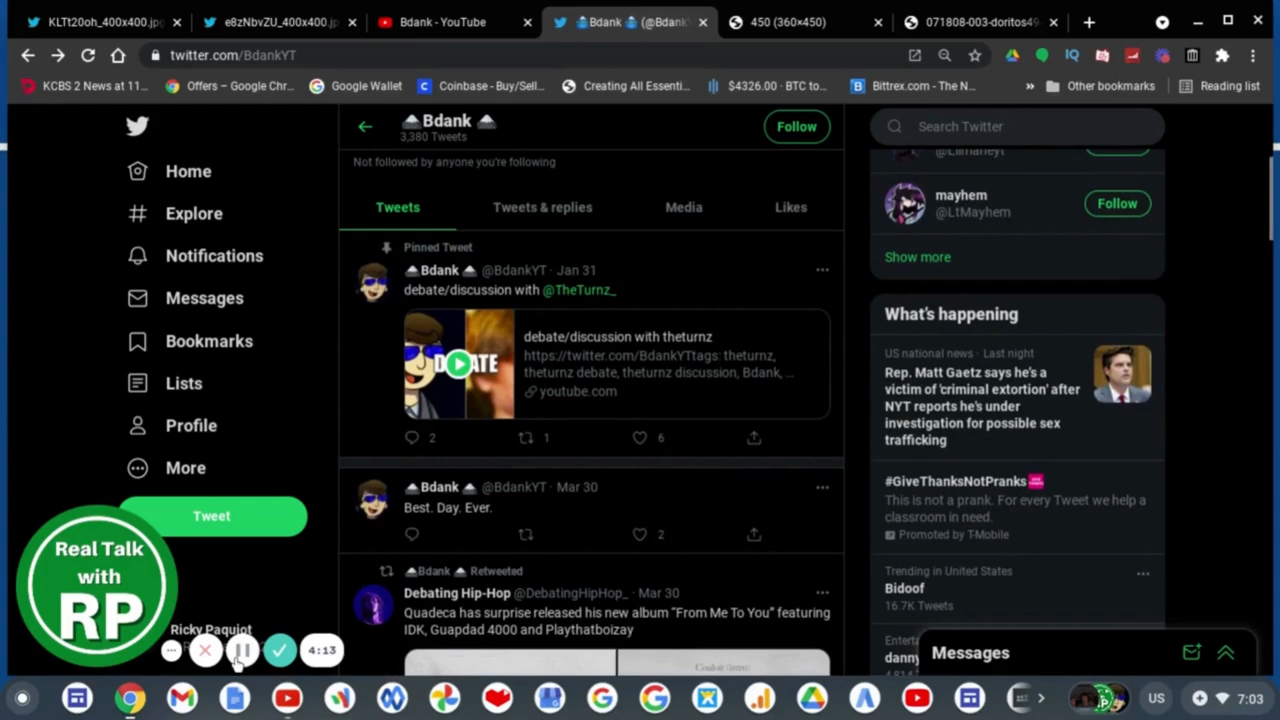 KLTt20oh_400x400.jpg
e8zNbvZU_400x400.jp
Bdank - YouTube
Bdank (@Bdank
450 (360×450)
071808-003-doritos49
twitter.com/BdankYT
KCBS 2 News at 11...
Offers – Google Chr...
Google Wallet
Coinbase - Buy/Sell...
Creating All Essenti...
$4326.00 · BTC to...
Bittrex.com - The N...
»
Other bookmarks
Reading list
Bdank
3,380 Tweets
Follow
Search Twitter
Not followed by anyone you're following
@Lilmaneyt
Home
Explore
Notifications
Messages
Bookmarks
Lists
Profile
More
Tweet
Tweets
Tweets & replies
Media
Likes
mayhem
@LtMayhem
Follow
Show more
Pinned Tweet
Bdank @BdankYT · Jan 31
debate/discussion with @TheTurnz_
DEBATE
debate/discussion with theturnz
https://twitter.com/BdankYTtags: theturnz,
theturnz debate, theturnz discussion, Bdank, ...
youtube.com
2
1
6
Bdank @BdankYT · Mar 30
Best. Day. Ever.
2
Bdank Retweeted
Debating Hip-Hop @DebatingHipHop_ · Mar 30
Quadeca has surprise released his new album “From Me To You” featuring
IDK, Guapdad 4000 and Playthatboizay
Couloir (intro)
What's happening
US national news · Last night
Rep. Matt Gaetz says he's a
victim of 'criminal extortion' after
NYT reports he's under
investigation for possible sex
trafficking
#GiveThanksNotPranks
This is not a prank. For every Tweet we help a
classroom in need.
Promoted by T-Mobile
Trending in United States
Bidoof
16.7K Tweets
Enterta
danny
Messages
Real Talk
with
RP
Ricky Paquiot
4:13
US
7:03